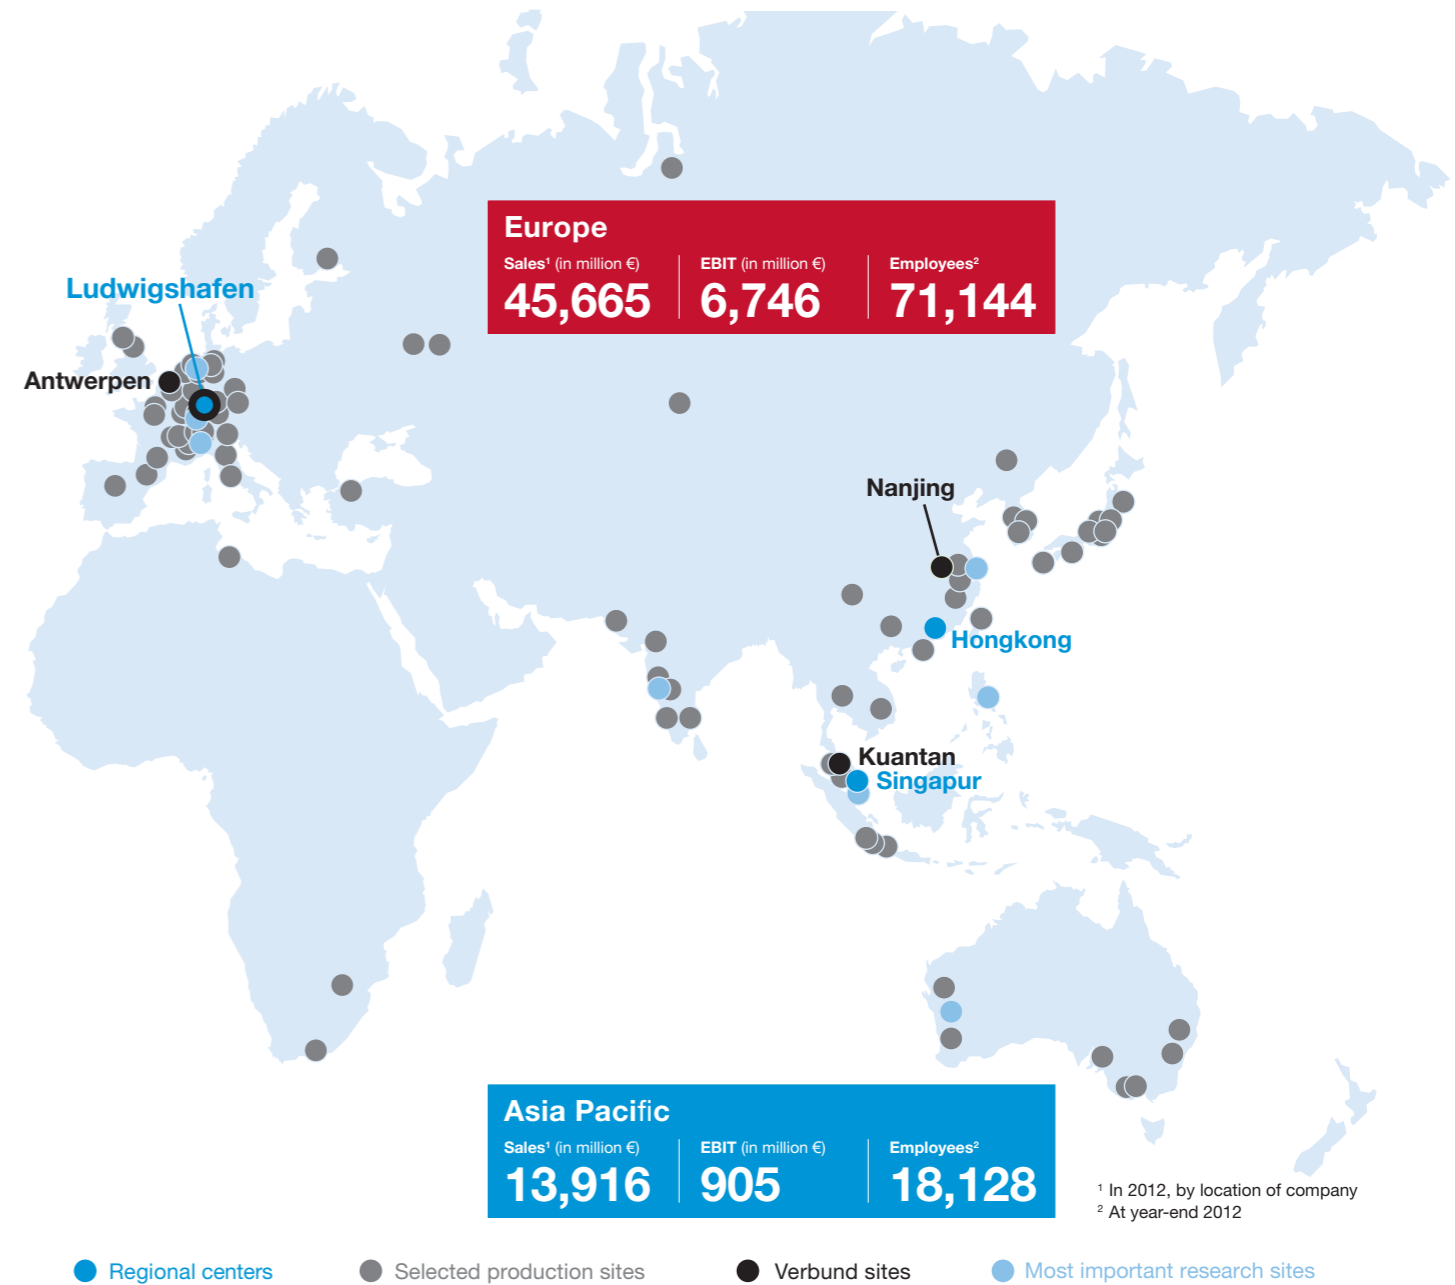 Europe
Sales¹ (in million €) EBIT (in million €) Employees²
45,665 6,746 71,144
Ludwigshafen
Antwerpen
Nanjing
Hongkong
Kuantan
Singapur
Asia Pacific
Sales¹ (in million €) EBIT (in million €) Employees²
13,916 905 18,128
¹ In 2012, by location of company
² At year-end 2012
Regional centers Selected production sites Verbund sites Most important research sites